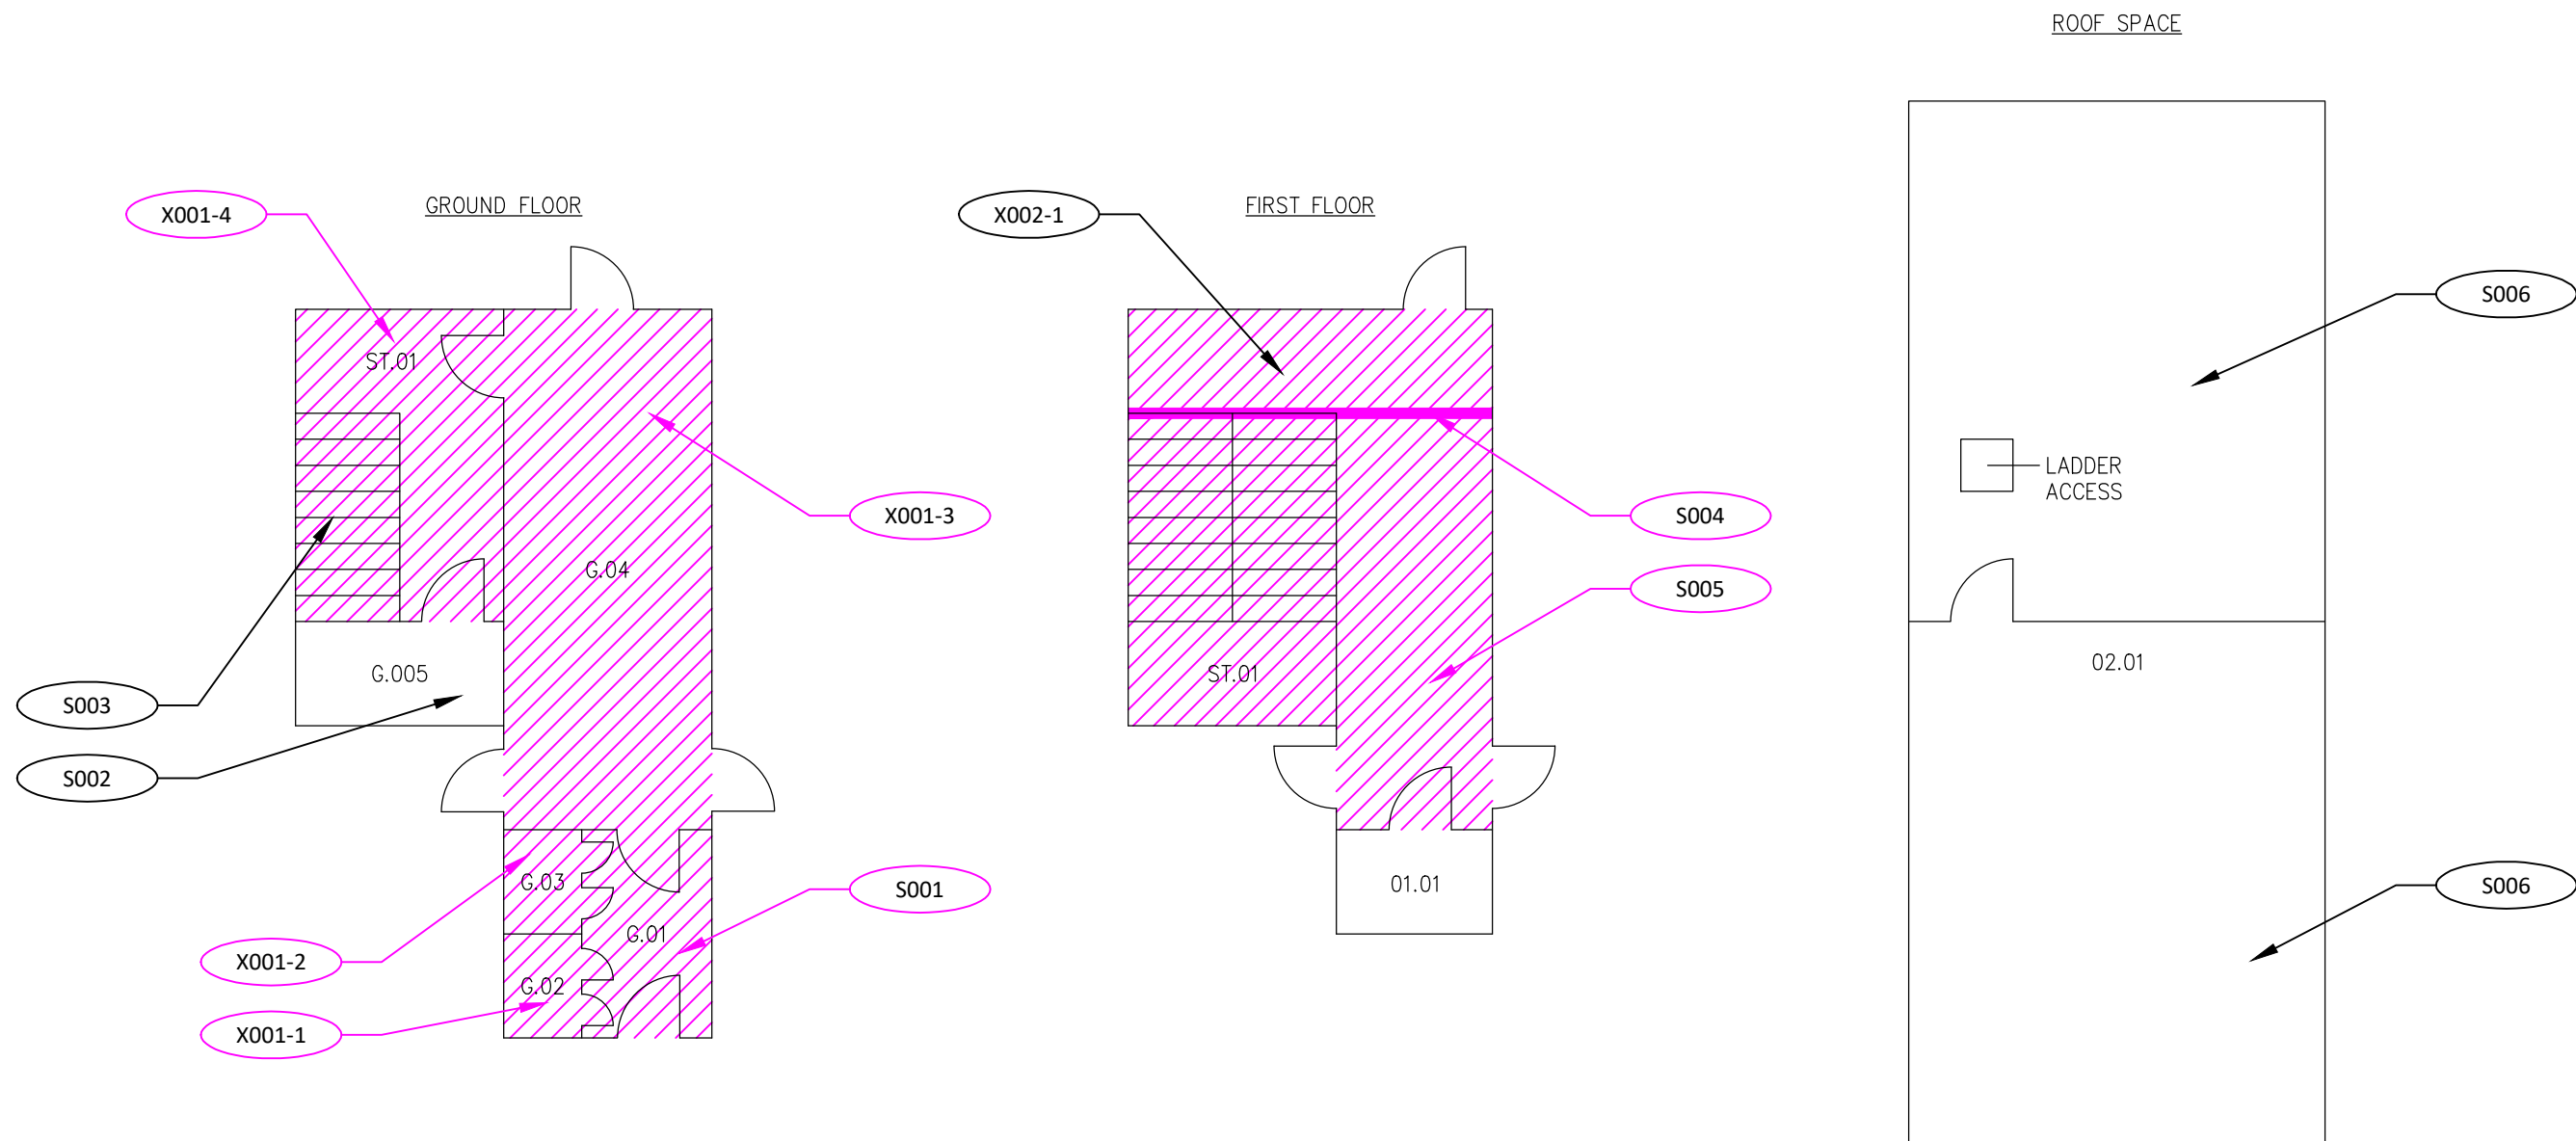 ROOF SPACE
GROUND FLOOR
X001-4
ST.01
X001-3
G.04
G.005
S003
S002
G.03
G.01
S001
X001-2
G.02
X001-1
FIRST FLOOR
X002-1
S004
S005
ST.01
01.01
S006
LADDER
ACCESS
02.01
S006